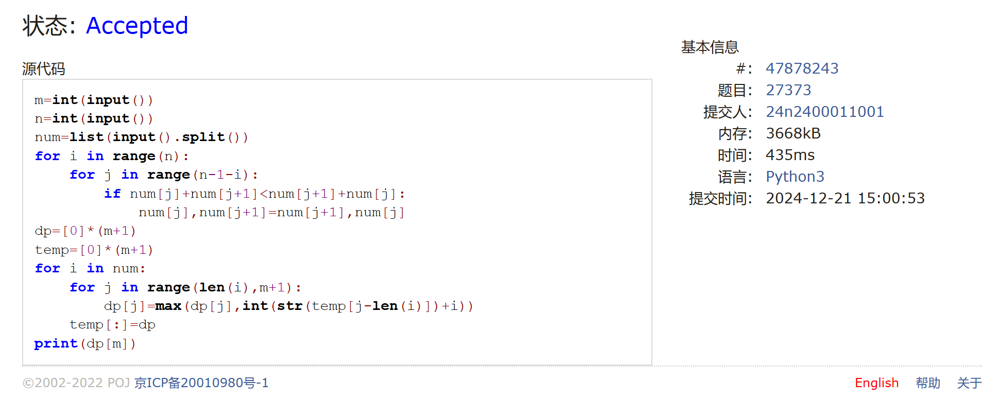 状态: Accepted
源代码
m=int(input())
n=int(input())
num=list(input().split())
for i in range(n):
    for j in range(n-1-i):
        if num[j]+num[j+1]<num[j+1]+num[j]:
            num[j],num[j+1]=num[j+1],num[j]
dp=[0]*(m+1)
temp=[0]*(m+1)
for i in num:
    for j in range(len(i),m+1):
        dp[j]=max(dp[j],int(str(temp[j-len(i)])+i))
    temp[:]=dp
print(dp[m])
基本信息
#: 47878243
题目: 27373
提交人: 24n2400011001
内存: 3668kB
时间: 435ms
语言: Python3
提交时间: 2024-12-21 15:00:53
©2002-2022 POJ 京ICP备20010980号-1
English 帮助 关于